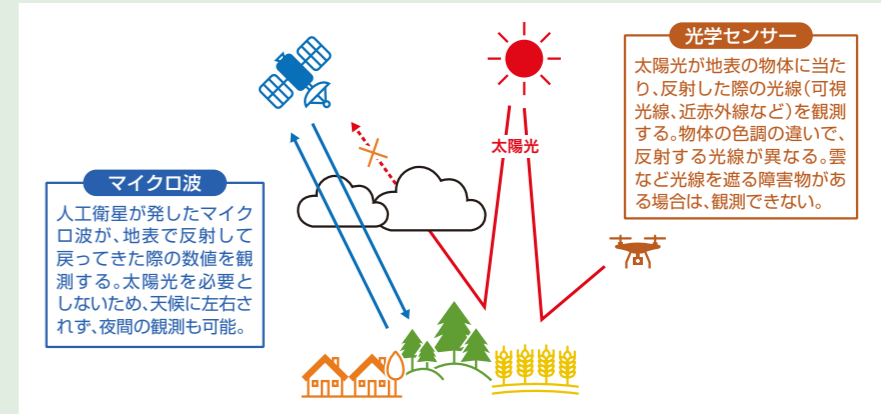 マイクロ波
人工衛星が発したマイク
ロ波が、地表で反射して
戻ってきた際の数値を観
測する。太陽光を必要と
しないため、天候に左右さ
れず、夜間の観測も可能。
太陽光
光学センサー
太陽光が地表の物体に当た
り、反射した際の光線(可視
光線、近赤外線など)を観測
する。物体の色調の違いで、
反射する光線が異なる。雲
など光線を遮る障害物があ
る場合は、観測できない。